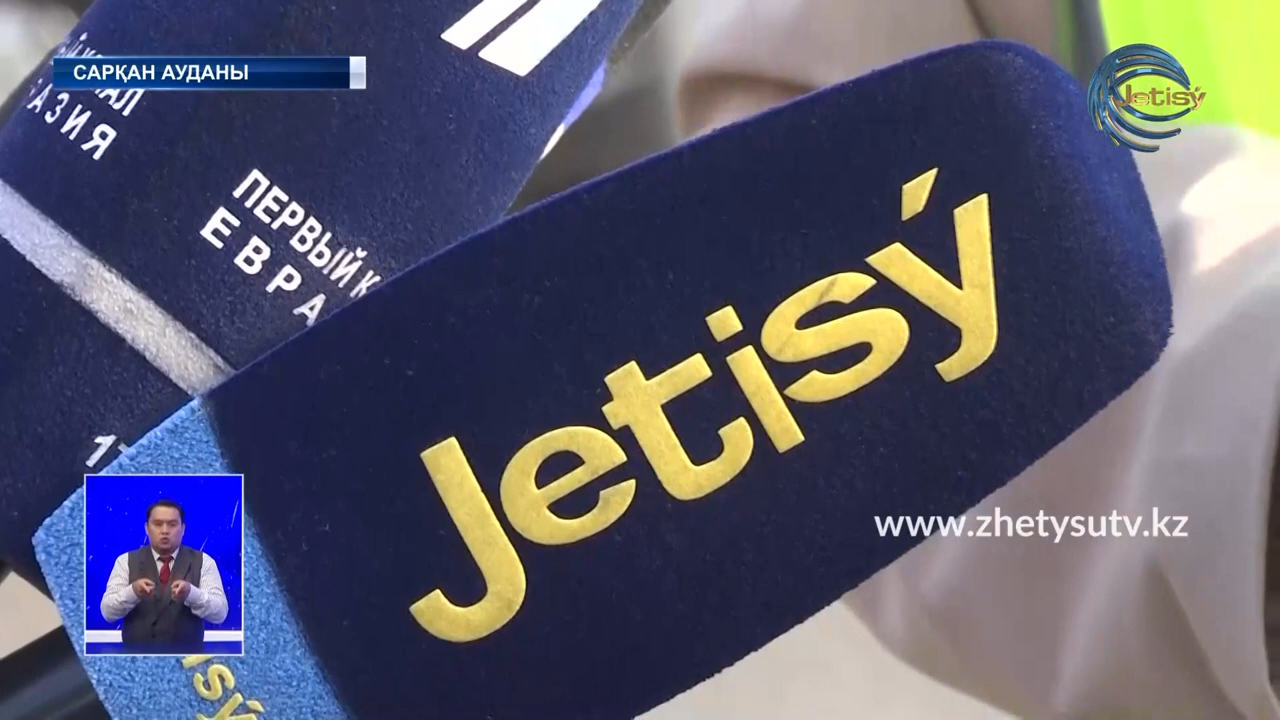 САРҚАН АУДАНЫ
Jetisý
АЗИЯ
ПЕРВЫЙ К
ЕВРА
Jetisý
www.zhetysutv.kz